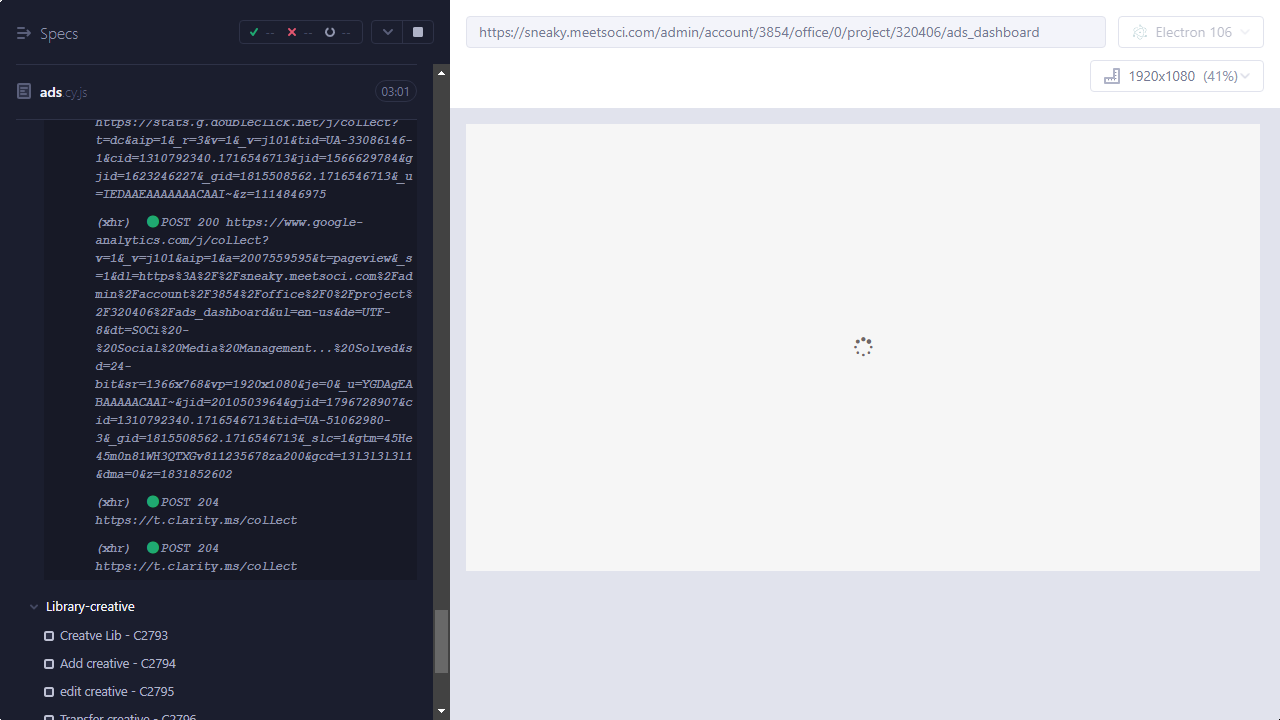 Specs
--
--
--
https://sneaky.meetsoci.com/admin/account/3854/office/0/project/320406/ads_dashboard
Electron 106
1920x1080 (41%)
ads.cy.js
03:01
https://stats.g.doubleclick.net/j/collect?
t=dc&aip=1&_r=3&v=1&_v=j101&tid=UA-33086146-
1&cid=1310792340.1716546713&jid=1566629784&g
jid=1623246227&_gid=1815508562.1716546713&_u
=IEDAAEAAAAAAACAAI~&z=1114846975
(xhr) POST 200 https://www.google-
analytics.com/j/collect?
v=1&_v=j101&aip=1&a=2007559595&t=pageview&_s
=1&dl=https%3A%2F%2Fsneaky.meetsoci.com%2Fad
min%2Faccount%2F3854%2Foffice%2F0%2Fproject%
2F320406%2Fads_dashboard&ul=en-us&de=UTF-
8&dt=SOCi%20-
%20Social%20Media%20Management...%20Solved&s
d=24-
bit&sr=1366x768&vp=1920x1080&je=0&_u=YGDAgEA
BAAAAACAAI~&jid=2010503964&gjid=1796728907&c
id=1310792340.1716546713&tid=UA-51062980-
3&_gid=1815508562.1716546713&_slc=1&gtm=45He
45m0n81WH3QTXGv811235678za200&gcd=13l3l3l3l1
&dma=0&z=1831852602
(xhr) POST 204
https://t.clarity.ms/collect
(xhr) POST 204
https://t.clarity.ms/collect
Library-creative
Creatve Lib - C2793
Add creative - C2794
edit creative - C2795
Transfer creative - C2796